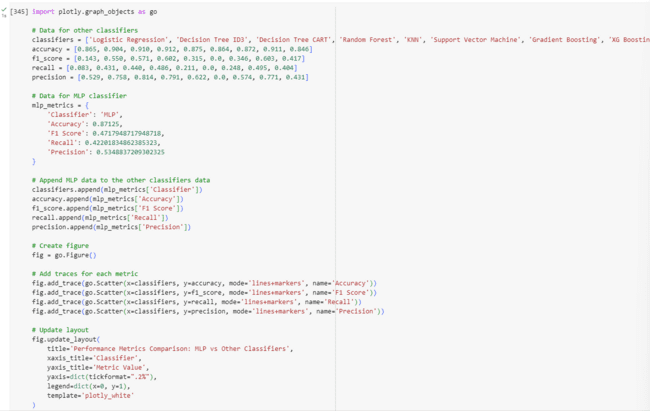 [345] import plotly.graph_objects as go
# Data for other classifiers
classifiers = ['Logistic Regression', 'Decision Tree ID3', 'Decision Tree CART', 'Random Forest', 'KNN', 'Support Vector Machine', 'Gradient Boosting', 'XG Boostin
accuracy = [0.865, 0.904, 0.910, 0.912, 0.875, 0.864, 0.872, 0.911, 0.846]
f1_score = [0.143, 0.550, 0.571, 0.602, 0.315, 0.0, 0.346, 0.603, 0.417]
recall = [0.083, 0.431, 0.440, 0.486, 0.211, 0.0, 0.248, 0.495, 0.404]
precision = [0.529, 0.758, 0.814, 0.791, 0.622, 0.0, 0.574, 0.771, 0.431]
# Data for MLP classifier
mlp_metrics = {
'Classifier': 'MLP',
'Accuracy': 0.87125,
'F1 Score': 0.4717948717948718,
'Recall': 0.42201834862385323,
'Precision': 0.5348837209302325
}
# Append MLP data to the other classifiers data
classifiers.append(mlp_metrics['Classifier'])
accuracy.append(mlp_metrics['Accuracy'])
f1_score.append(mlp_metrics['F1 Score'])
recall.append(mlp_metrics['Recall'])
precision.append(mlp_metrics['Precision'])
# Create figure
fig = go.Figure()
# Add traces for each metric
fig.add_trace(go.Scatter(x=classifiers, y=accuracy, mode='lines+markers', name='Accuracy'))
fig.add_trace(go.Scatter(x=classifiers, y=f1_score, mode='lines+markers', name='F1 Score'))
fig.add_trace(go.Scatter(x=classifiers, y=recall, mode='lines+markers', name='Recall'))
fig.add_trace(go.Scatter(x=classifiers, y=precision, mode='lines+markers', name='Precision'))
# Update layout
fig.update_layout(
title='Performance Metrics Comparison: MLP vs Other Classifiers',
xaxis_title='Classifier',
yaxis_title='Metric Value',
yaxis=dict(tickformat=".2%"),
legend=dict(x=0, y=1),
template='plotly_white'
)